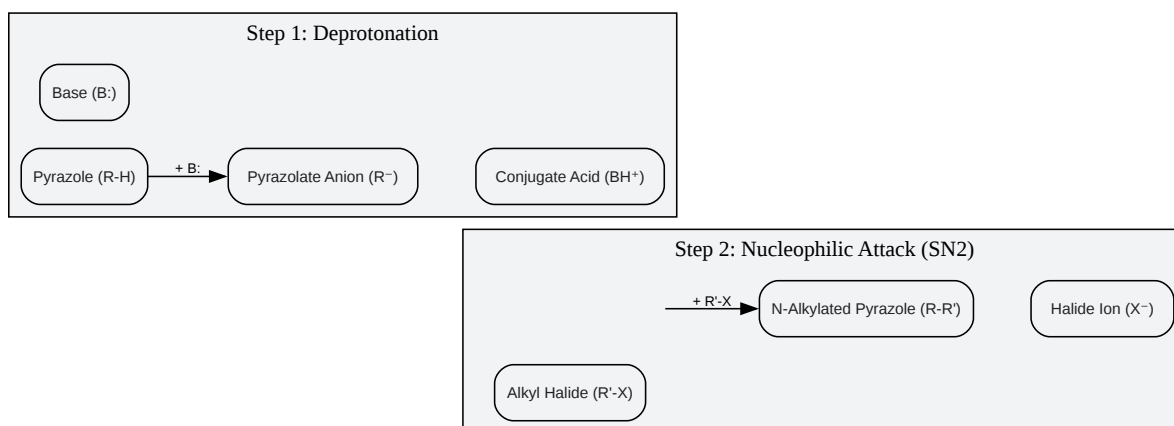 Step 1: Deprotonation
Base (B:)
Pyrazole (R-H)
+ B:
Pyrazolate Anion (R⁻)
Conjugate Acid (BH⁺)
Step 2: Nucleophilic Attack (SN2)
+ R'-X
N-Alkylated Pyrazole (R-R')
Halide Ion (X⁻)
Alkyl Halide (R'-X)